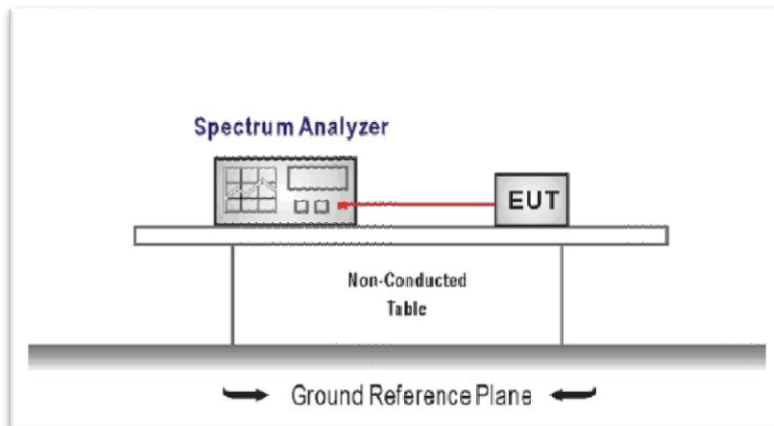 Spectrum Analyzer
EUT
Non-Conducted
Table
Ground Reference Plane